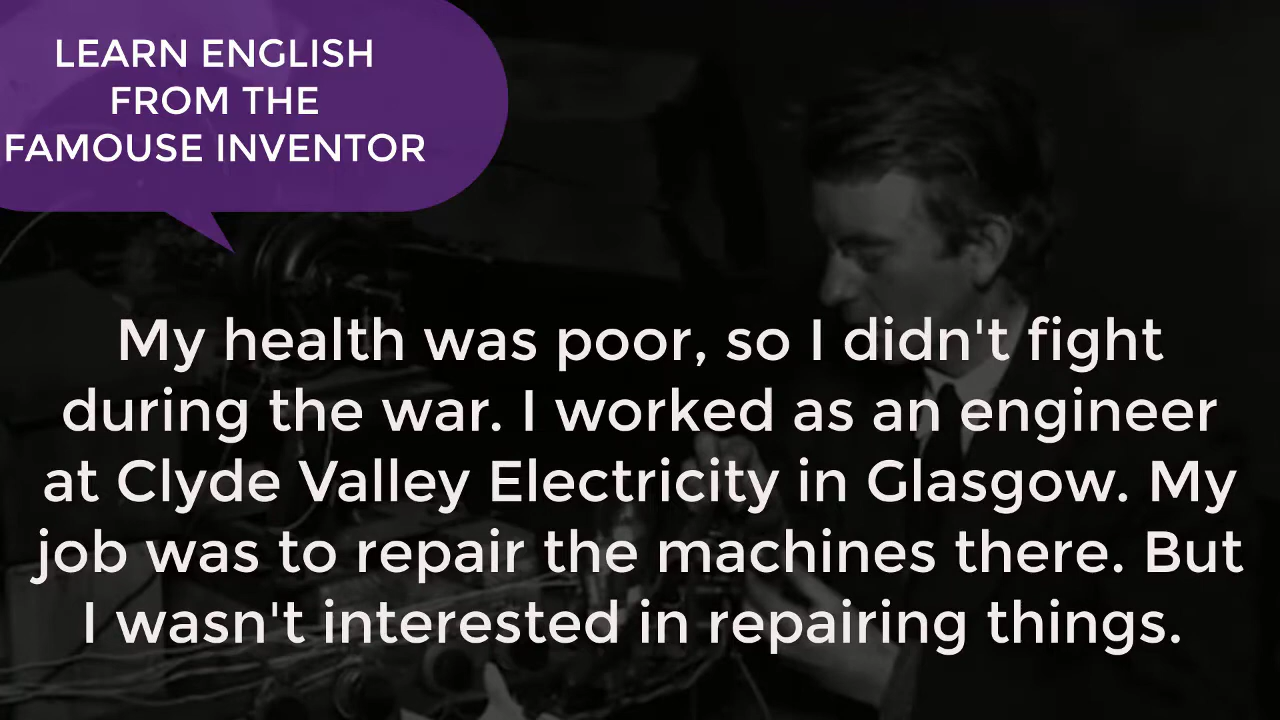 LEARN ENGLISH
FROM THE
FAMOUSE INVENTOR
My health was poor, so I didn't fight
during the war. I worked as an engineer
at Clyde Valley Electricity in Glasgow. My
job was to repair the machines there. But
I wasn't interested in repairing things.